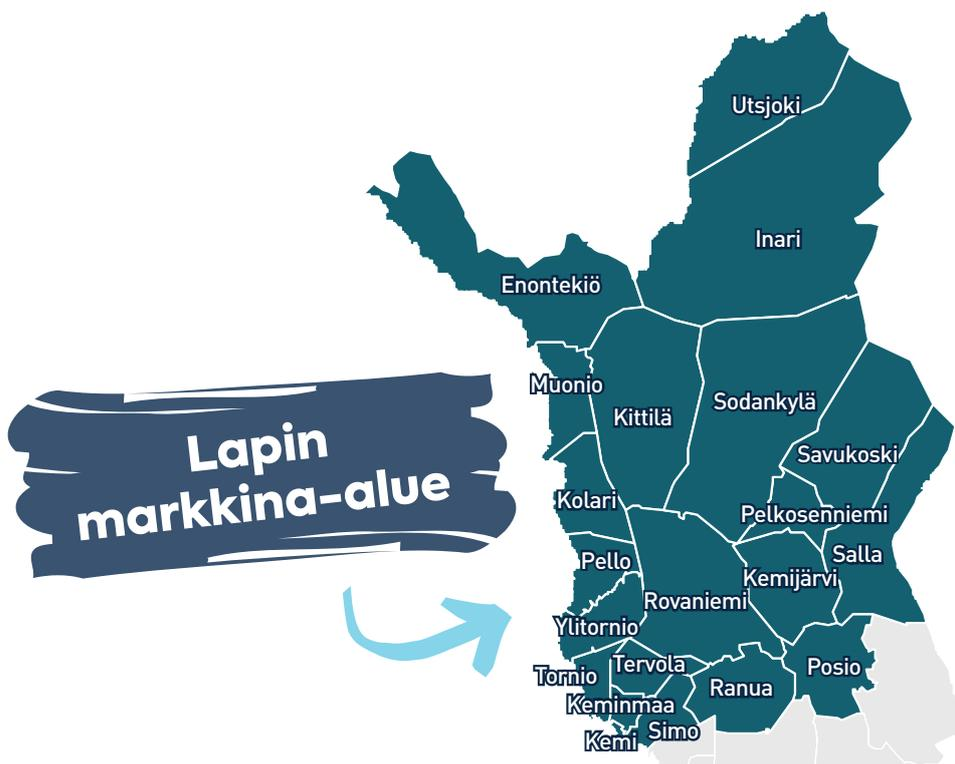 Utsjoki
Inari
Enontekiö
Muonio
Kittilä
Sodankylä
Savukoski
Lapin
markkina-alue
Kolari
Pelkosenniemi
Salla
Pello
Kemijärvi
Rovaniemi
Ylitornio
Tervola
Posio
Tornio
Ranua
Keminmaa
Simo
Kemi